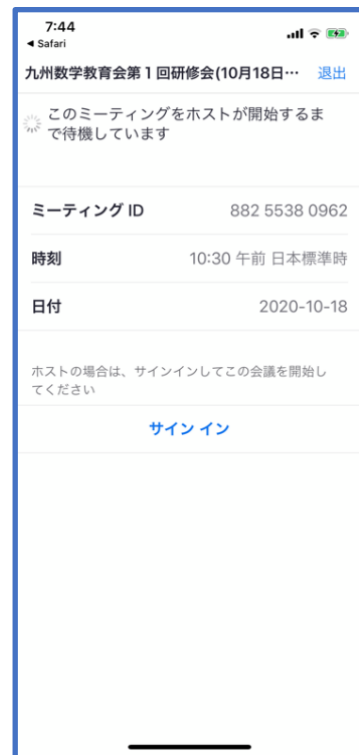 7:44
◀ Safari
九州数学教育会第1回研修会(10月18日… 退出
このミーティングをホストが開始するま
で待機しています
ミーティング ID 882 5538 0962
時刻 10:30 午前 日本標準時
日付 2020-10-18
ホストの場合は、サインインしてこの会議を開始し
てください
サイン イン